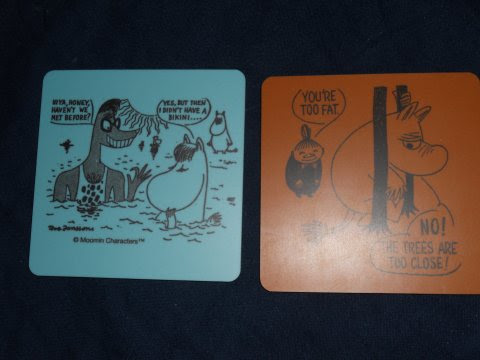 HIYA, HONEY,
HAVEN'T WE
MET BEFORE?
YES, BUT THEN
I DIDN'T HAVE A
BIKINI....
Tove Jansson
© Moomin Characters™
YOU'RE
TOO FAT.
NO!
THE TREES ARE
TOO CLOSE!